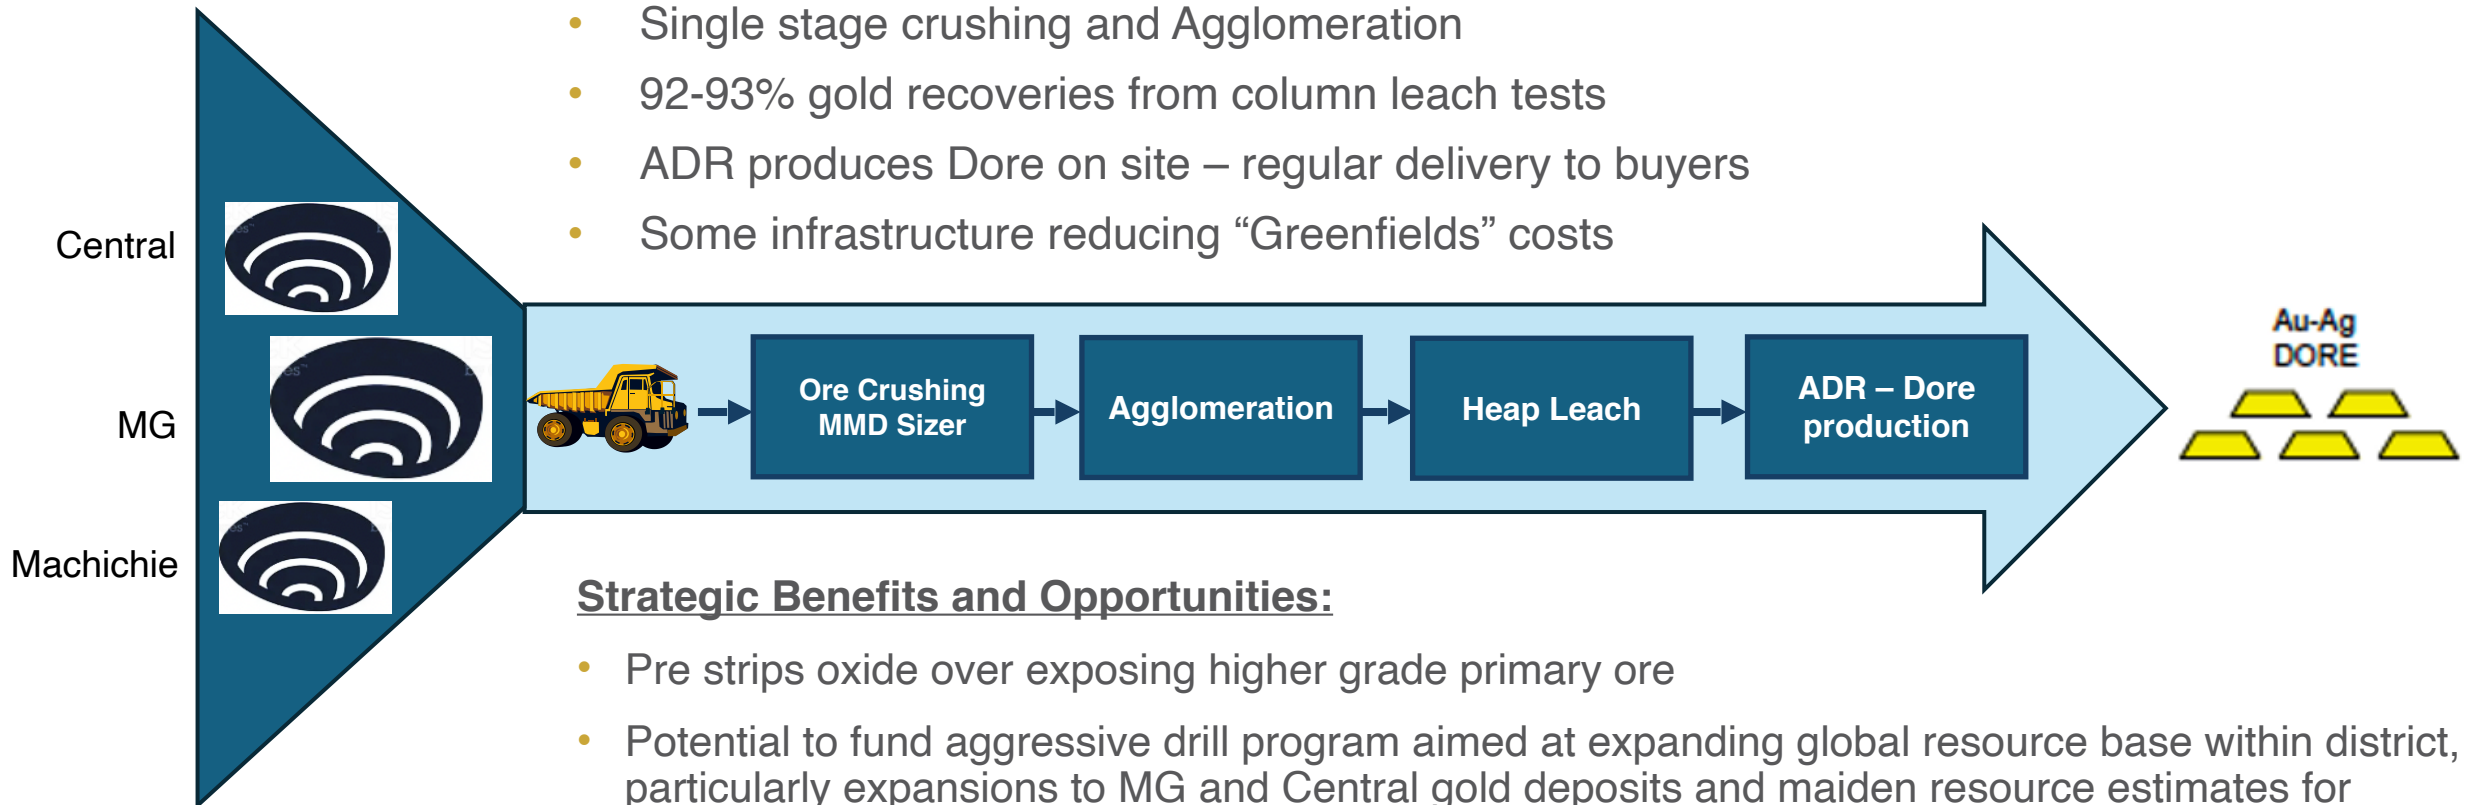 • Single stage crushing and Agglomeration
• 92-93% gold recoveries from column leach tests
• ADR produces Dore on site – regular delivery to buyers
• Some infrastructure reducing “Greenfields” costs
Central
MG
Machichie
Ore Crushing
MMD Sizer
Agglomeration
Heap Leach
ADR – Dore
production
Au-Ag
DORE
Strategic Benefits and Opportunities:
• Pre strips oxide over exposing higher grade primary ore
• Potential to fund aggressive drill program aimed at expanding global resource base within district,
particularly expansions to MG and Central gold deposits and maiden resource estimates for